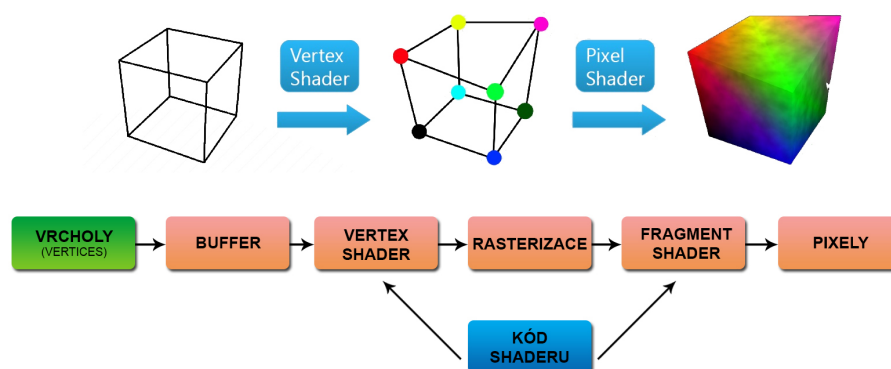 Vertex
Shader
Pixel
Shader
VRCHOLY
(VERTICES)
BUFFER
VERTEX
SHADER
RASTERIZACE
FRAGMENT
SHADER
PIXELY
KÓD
SHADERU